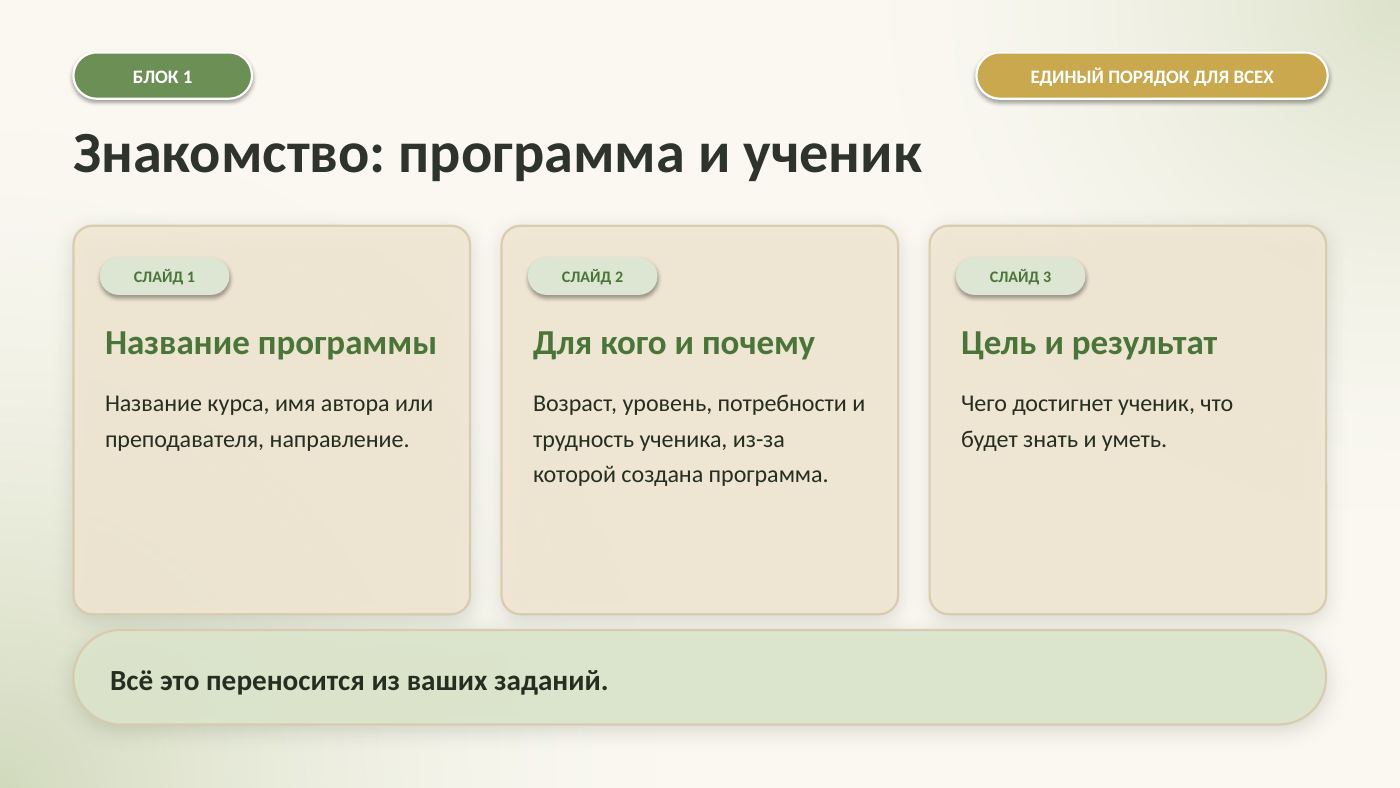 БЛОК 1
ЕДИНЫЙ ПОРЯДОК ДЛЯ ВСЕХ
Знакомство: программа и ученик
СЛАЙД 1
Название программы
Название курса, имя автора или
преподавателя, направление.
СЛАЙД 2
Для кого и почему
Возраст, уровень, потребности и
трудность ученика, из-за
которой создана программа.
СЛАЙД 3
Цель и результат
Чего достигнет ученик, что
будет знать и уметь.
Всё это переносится из ваших заданий.